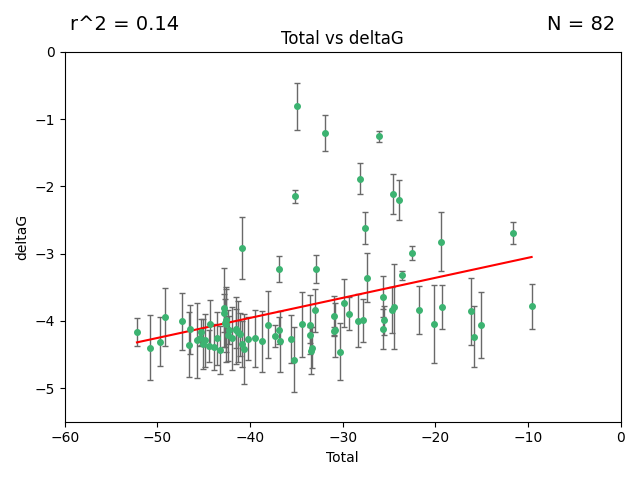 r^2 = 0.14
N = 82
Total vs deltaG
0
−1
−2
−3
−4
−5
deltaG
−60
−50
−40
−30
−20
−10
0
Total